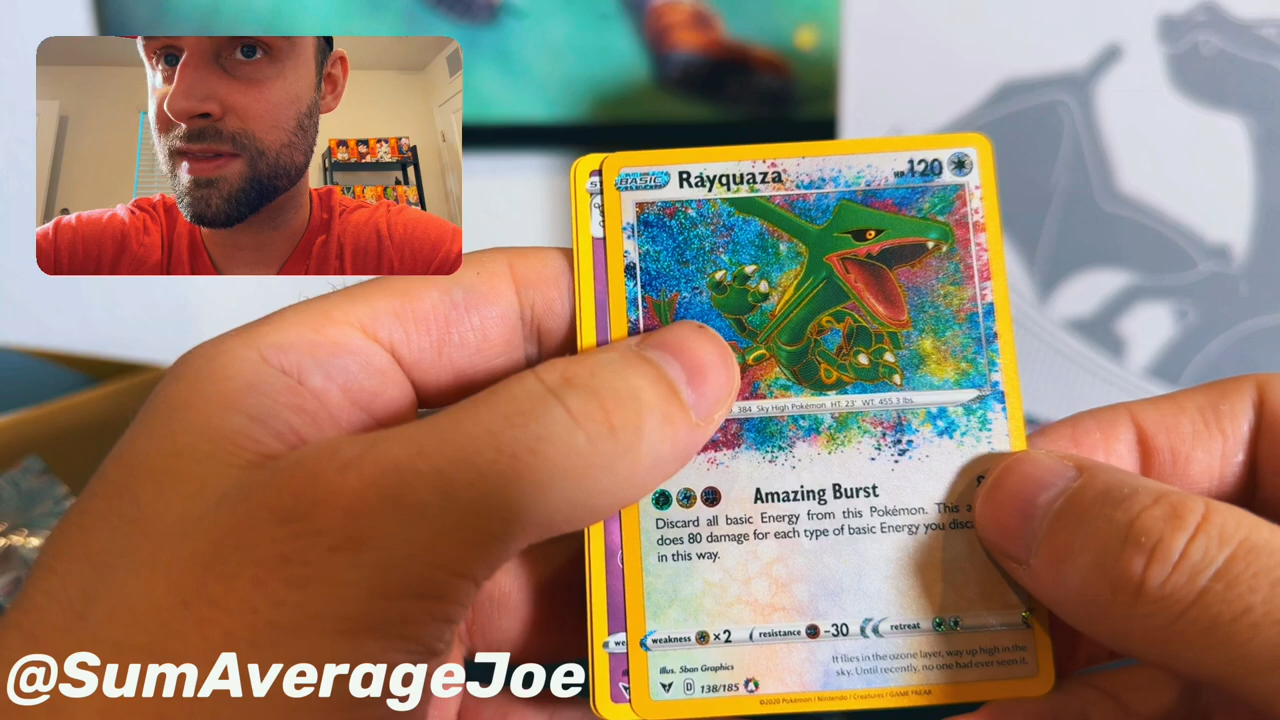 BASIC Rayquaza HP 120
384 Sky High Pokémon HT: 23' WT: 455.3 lbs.
Amazing Burst
Discard all basic Energy from this Pokémon. This
does 80 damage for each type of basic Energy you
in this way.
weakness ×2 resistance -30 retreat
Illus. Sban Graphics
It flies in the ozone layer, way up high in the
sky. Until recently, no one had ever seen it.
D 138/185
©2020 Pokémon / Nintendo / Creatures / GAME FREAK
@SumAverageJoe